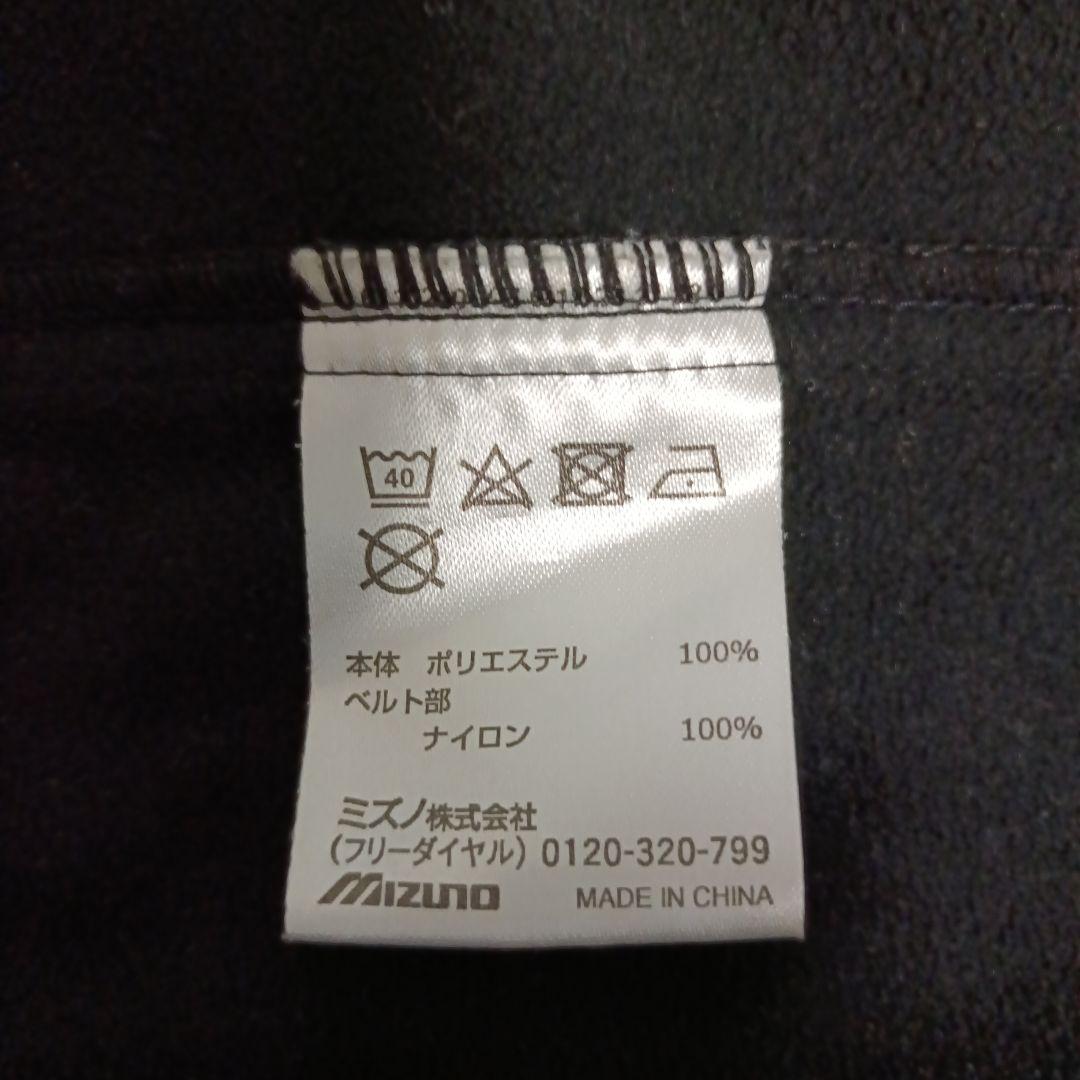 40
本体 ポリエステル 100%
ベルト部
ナイロン 100%
ミズノ株式会社
(フリーダイヤル) 0120-320-799
MIZUNO MADE IN CHINA